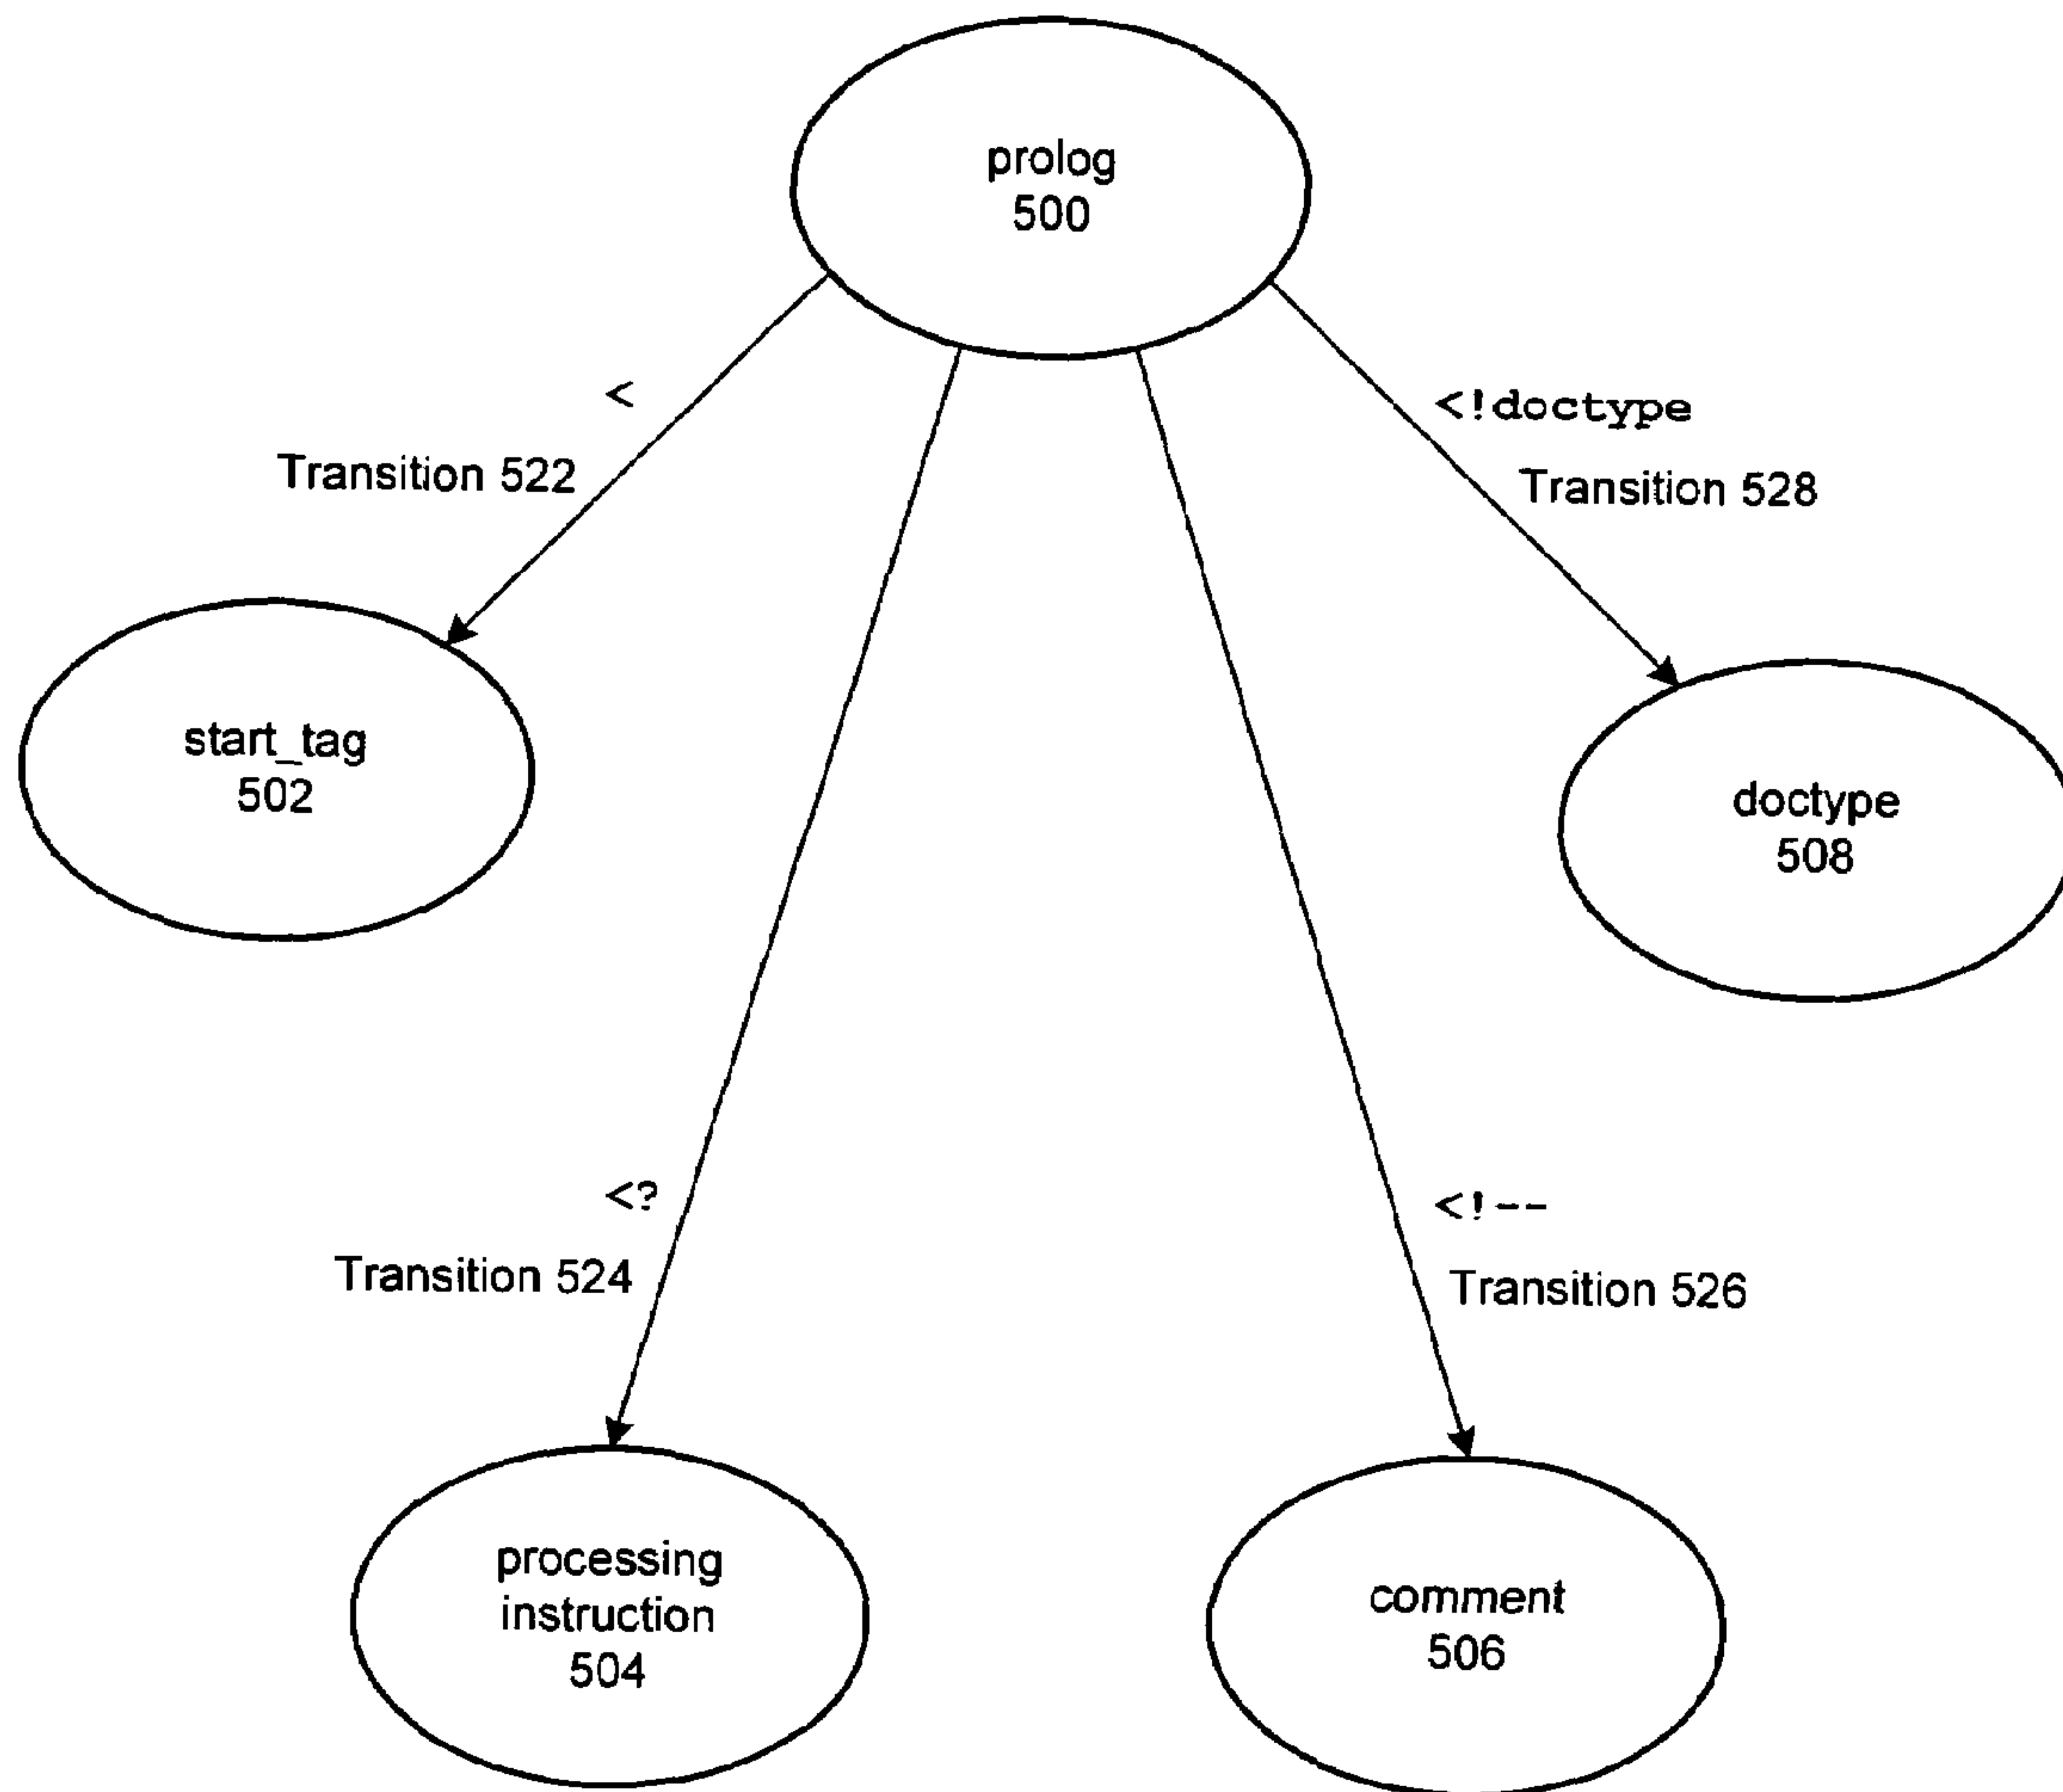 prolog
500
<
Transition 522
<!doctype
Transition 528
start_tag
502
doctype
508
<?
Transition 524
<!--
Transition 526
processing
instruction
504
comment
506